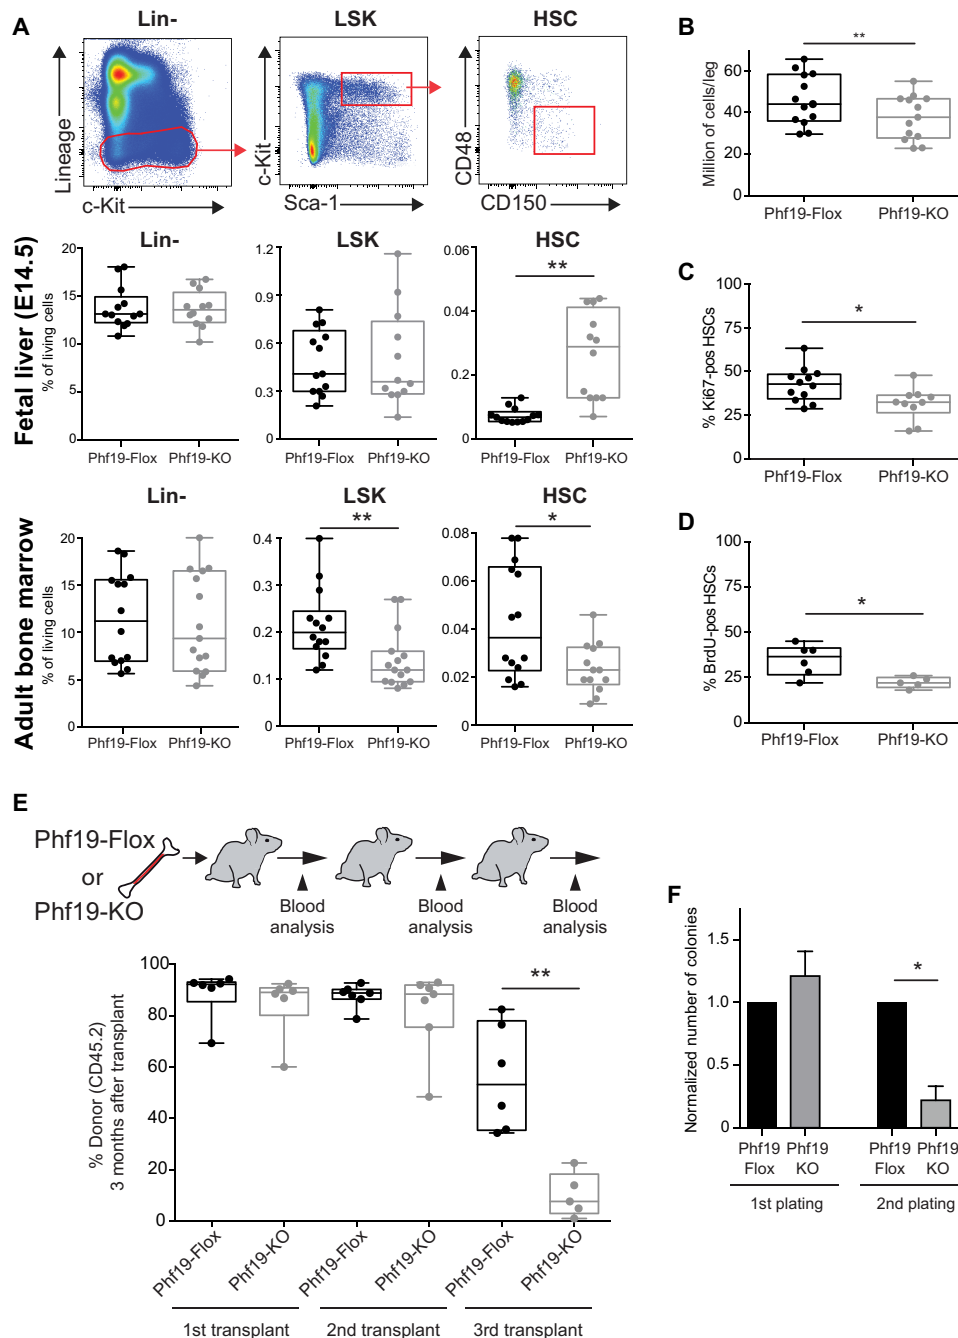 A
Lin-
LSK
HSC
Lineage
c-Kit
c-Kit
Sca-1
CD48
CD150
Fetal liver (E14.5)
Lin-
LSK
HSC
% of living cells
20
15
10
5
0
Phf19-Flox
Phf19-KO
1.2
0.9
0.6
0.3
0
Phf19-Flox
Phf19-KO
0.06
0.04
0.02
0
**
Phf19-Flox
Phf19-KO
Adult bone marrow
Lin-
LSK
HSC
% of living cells
20
15
10
5
0
Phf19-Flox
Phf19-KO
0.4
0.3
0.2
0.1
0
**
Phf19-Flox
Phf19-KO
0.08
0.06
0.04
0.02
0
*
Phf19-Flox
Phf19-KO
B
Million of cells/leg
60
40
20
0
**
Phf19-Flox
Phf19-KO
C
% Ki67-pos HSCs
100
75
50
25
0
*
Phf19-Flox
Phf19-KO
D
% BrdU-pos HSCs
100
75
50
25
0
*
Phf19-Flox
Phf19-KO
E
Phf19-Flox
or
Phf19-KO
Blood
analysis
Blood
analysis
Blood
analysis
% Donor (CD45.2)
3 months after transplant
100
80
60
40
20
0
**
Phf19-Flox
Phf19-KO
Phf19-Flox
Phf19-KO
Phf19-Flox
Phf19-KO
1st transplant
2nd transplant
3rd transplant
F
Normalized number of colonies
1.5
1.0
0.5
0
*
Phf19
Flox
Phf19
KO
Phf19
Flox
Phf19
KO
1st plating
2nd plating